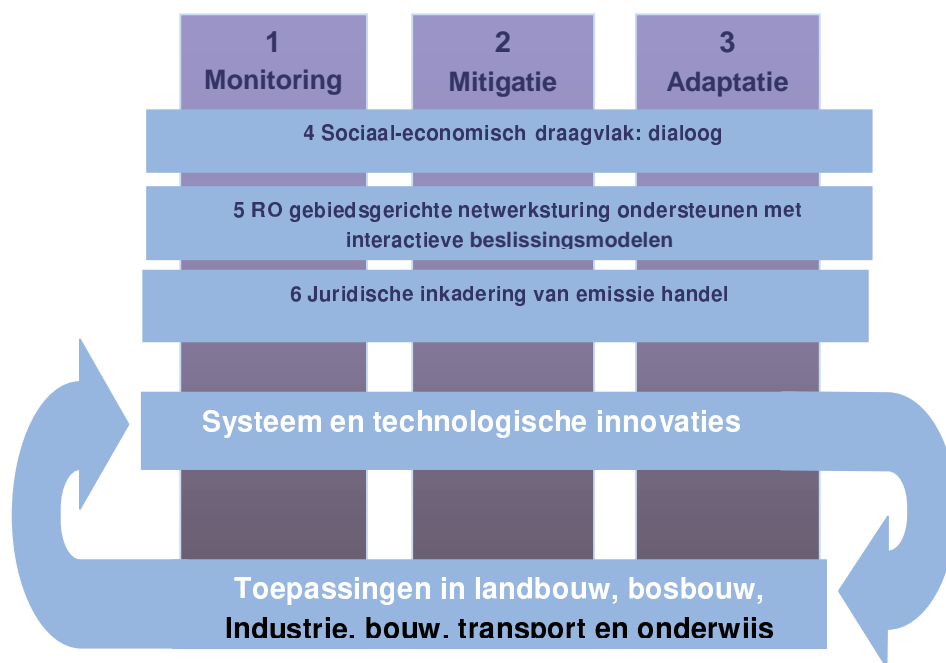 1
Monitoring
2
Mitigatie
3
Adaptatie
4 Sociaal-economisch draagvlak: dialoog
5 RO gebiedsgerichte netwerksturing ondersteunen met
interactieve beslissingsmodelen
6 Juridische inkadering van emissie handel
Systeem en technologische innovaties
Toepassingen in landbouw, bosbouw,
Industrie, bouw, transport en onderwijs